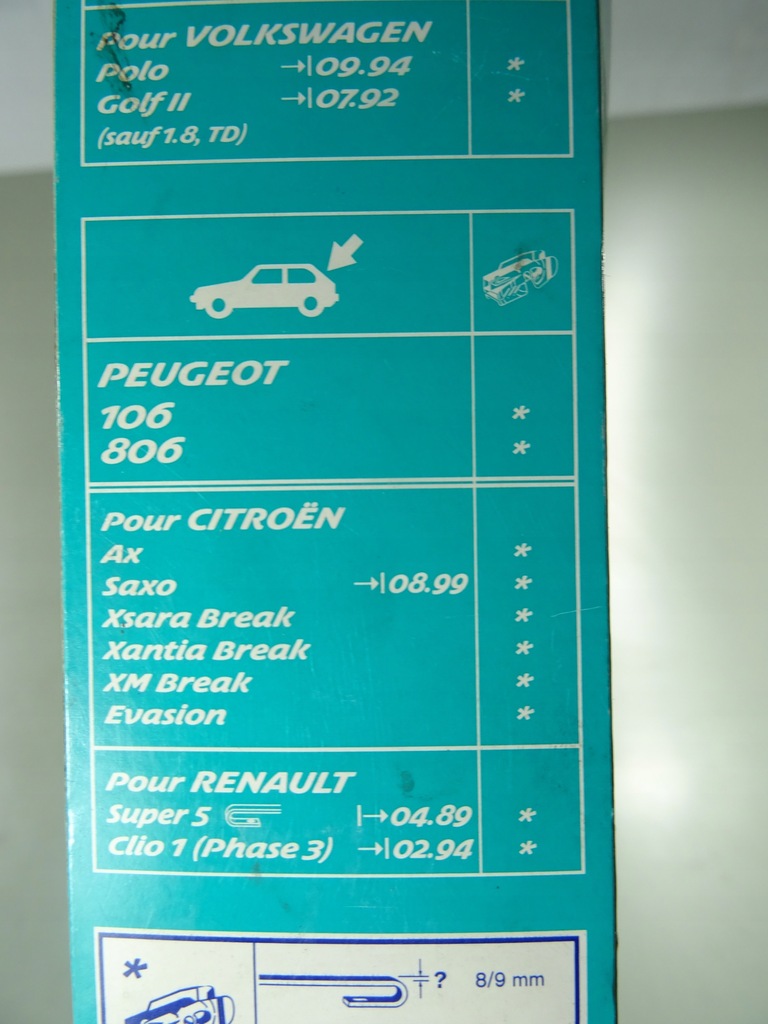 Pour VOLKSWAGEN
Polo →|09.94 *
Golf II →|07.92 *
(sauf 1.8, TD)
PEUGEOT
106 *
806 *
Pour CITROËN
Ax *
Saxo →|08.99 *
Xsara Break *
Xantia Break *
XM Break *
Evasion *
Pour RENAULT
Super 5 |→04.89 *
Clio 1 (Phase 3) →|02.94 *
* ? 8/9 mm